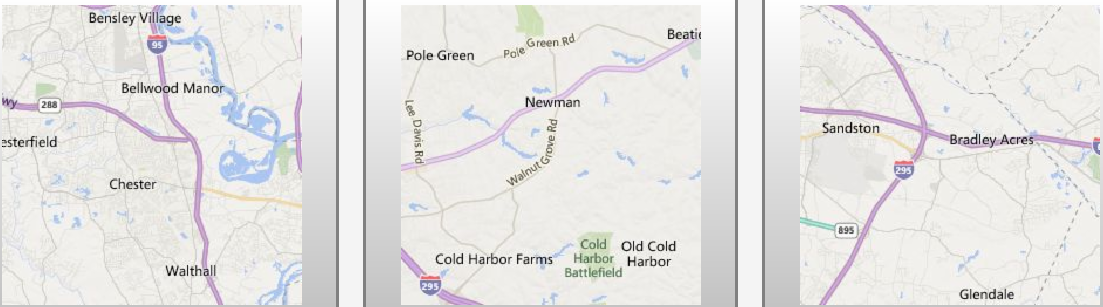 Bensley Village
95
Bellwood Manor
wy
288
esterfield
Chester
Walthall
Pole Green Rd
Beatie
Pole Green
Newman
Lee Davis Rd
Walnut Grove Rd
Cold Harbor Farms
Cold
Harbor
Battlefield
Old Cold
Harbor
295
Sandston
Bradley Acres
295
895
Glendale